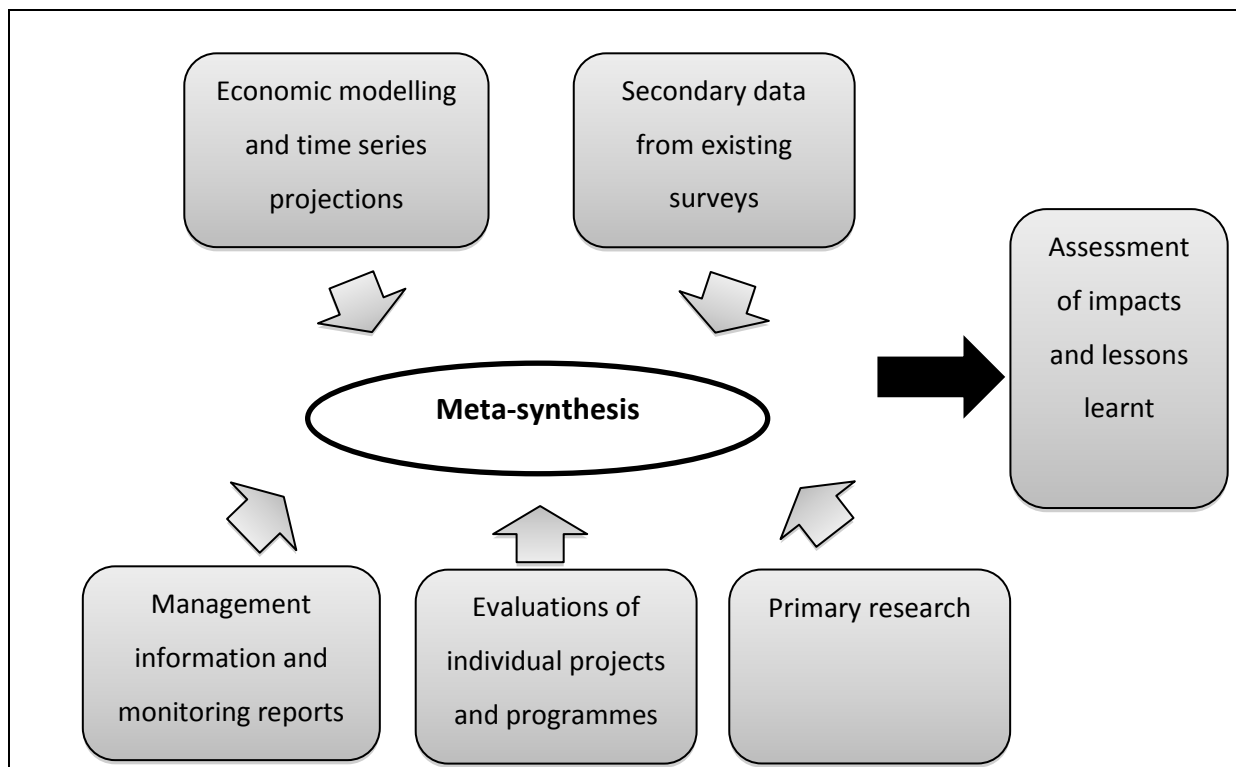 Economic modelling
and time series
projections
Secondary data
from existing
surveys
Assessment
of impacts
and lessons
learnt
Meta-synthesis
Management
information and
monitoring reports
Evaluations of
individual projects
and programmes
Primary research